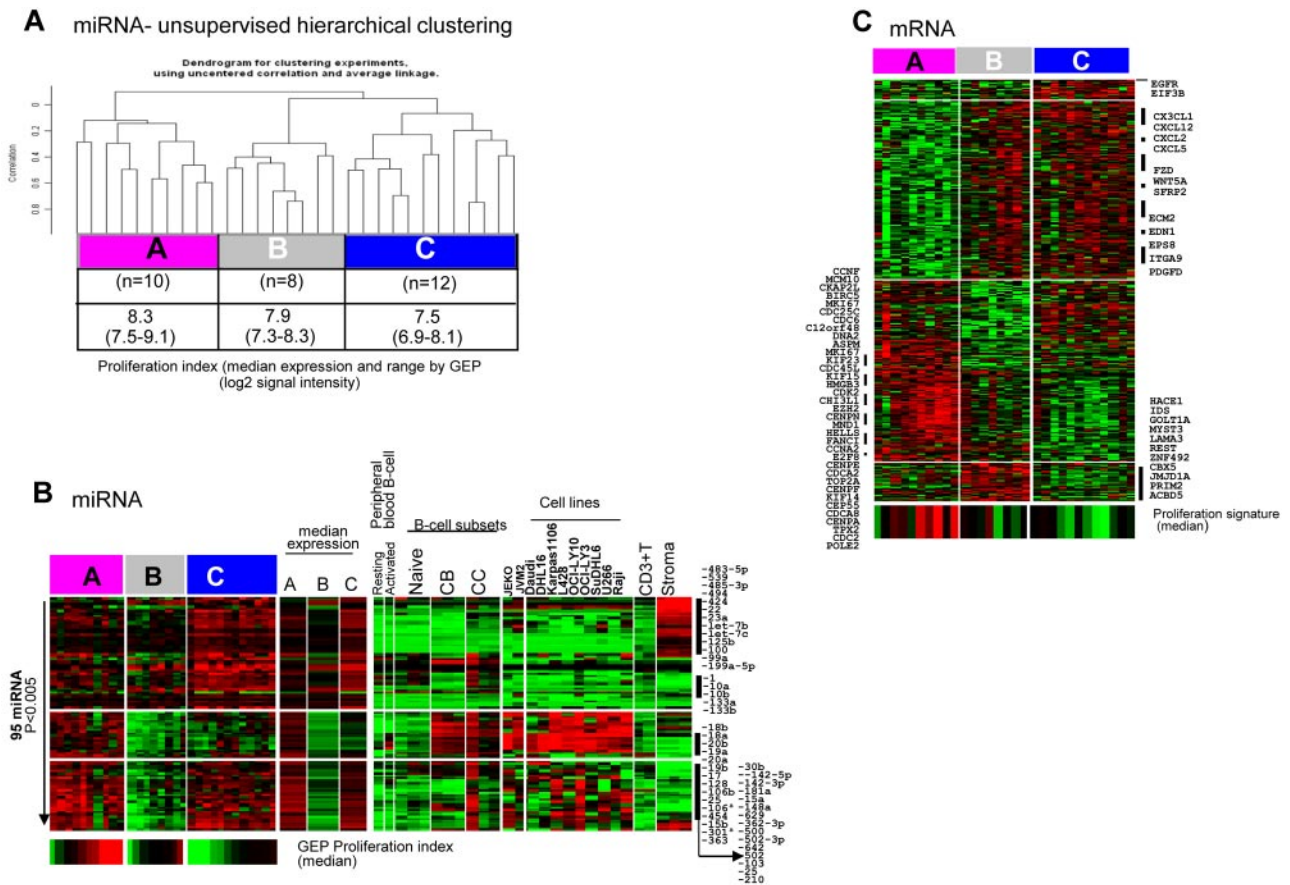 A
miRNA- unsupervised hierarchical clustering
Dendrogram for clustering experiments,
using uncentered correlation and average linkage.
Correlation
0
0.2
0.4
0.6
0.8
A B C
(n=10) (n=8) (n=12)
8.3 7.9 7.5
(7.5-9.1) (7.3-8.3) (6.9-8.1)
Proliferation index (median expression and range by GEP
(log2 signal intensity)
B
miRNA
A B C
median
expression
A B C
Peripheral
blood B-cell
Resting
Activated
B-cell subsets
Naive
CB
CC
Cell lines
JEKO
JVM2
Daudi
DHL16
Karpas1106
L428
OCI-LY10
OCI-LY3
SuDHL6
U266
Raji
CD3+T
Stroma
95 miRNA
P<0.005
-483-5p
-539
-485-3p
-494
-424
-22
-23a
-let-7b
-let-7c
-125b
-100
-99a
-199a-5p
-1
-10a
-10b
-133a
-133b
-18b
-18a
-20b
-19a
-20a
-19b
-17
-128
-106b
-25
-106*
-454
-15b
-301*
-363
-30b
--142-5p
-142-3p
-181a
-15a
-148a
-629
-362-3p
-500
-502-3p
-642
-502
-103
-25
-210
GEP Proliferation index
(median)
C
mRNA
A B C
EGFR
EIF3B
CX3CL1
CXCL12
CXCL2
CXCL5
FZD
WNT5A
SFRP2
ECM2
EDN1
EPS8
ITGA9
PDGFD
CCNF
MCM10
CKAP2L
BIRC5
MKI67
CDC25C
CDC6
C12orf48
DNA2
ASPM
MKI67
KIF23
CDC45L
KIF15
HMGB3
CDK2
CHI3L1
EZH2
CENPN
MND1
HELLS
FANCI
CCNA2
E2F8
CENPE
CDCA2
TOP2A
CENPF
KIF14
CEP55
CDCA8
CENPA
TPX2
CDC2
POLE2
HACE1
IDS
GOLT1A
MYST3
LAMA3
REST
ZNF492
CBX5
JMJD1A
PRIM2
ACBD5
Proliferation signature
(median)